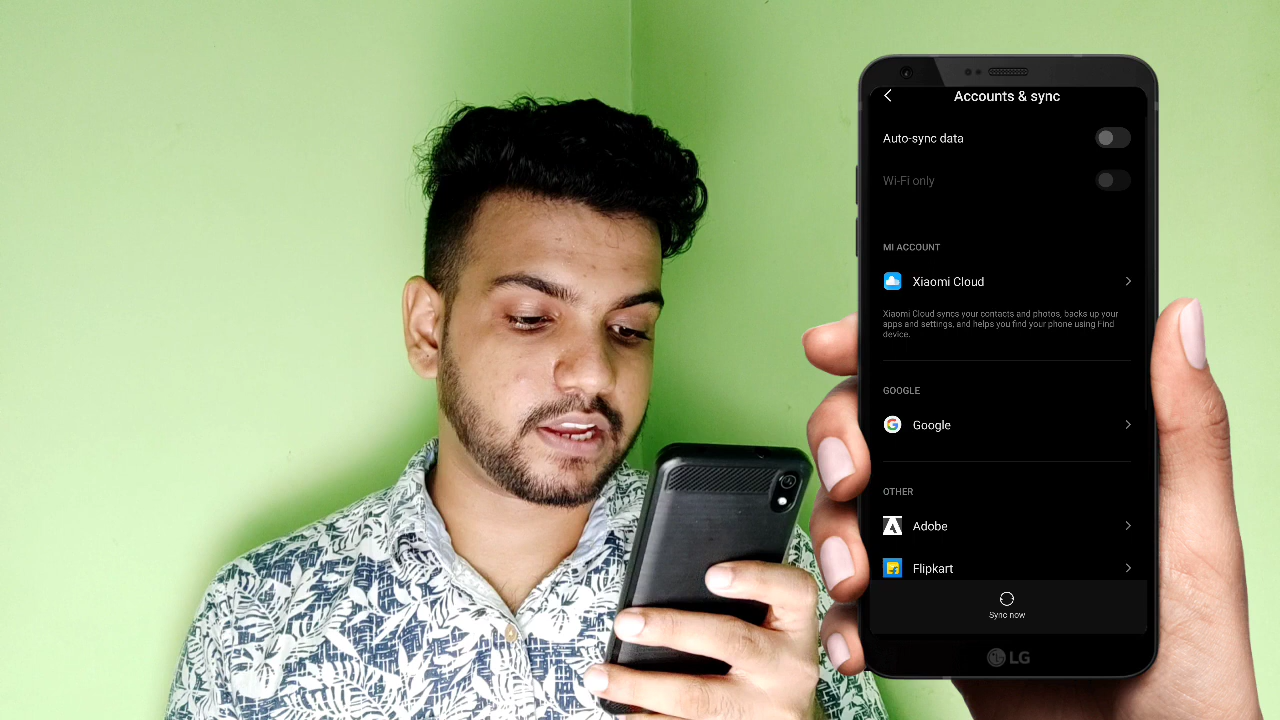 Accounts & sync
Auto-sync data
Wi-Fi only
MI ACCOUNT
Xiaomi Cloud
Xiaomi Cloud syncs your contacts and photos, backs up your
apps and settings, and helps you find your phone using Find
device.
GOOGLE
Google
OTHER
Adobe
Flipkart
Sync now
LG